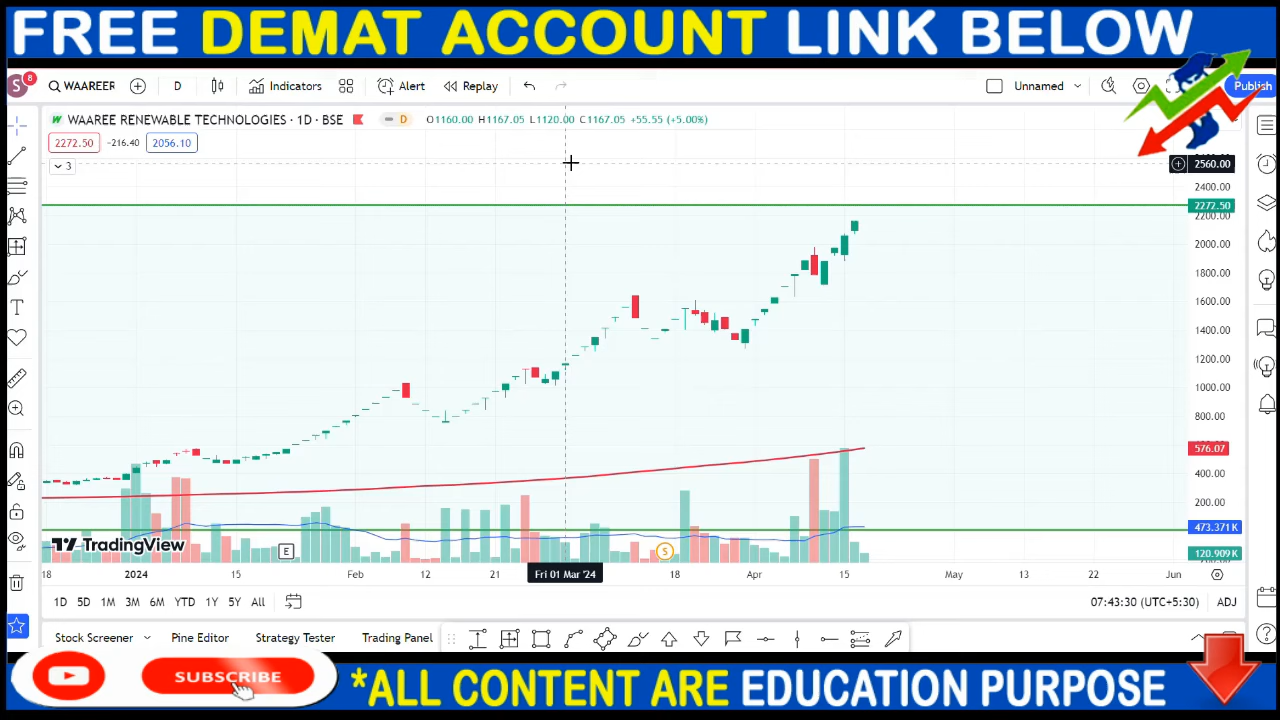 FREE DEMAT ACCOUNT LINK BELOW
S 8 WAAREER D Indicators Alert Replay Unnamed Publish
WAAREE RENEWABLE TECHNOLOGIES · 1D · BSE D O1160.00 H1167.05 L1120.00 C1167.05 +55.55 (+5.00%)
2272.50 -216.40 2056.10
3
2560.00
2400.00
2272.50
2200.00
2000.00
1800.00
1600.00
1400.00
1200.00
1000.00
800.00
576.07
400.00
200.00
473.371K
TradingView
E
S
120.909K
18 2024 15 Feb 12 21 Fri 01 Mar '24 18 Apr 15 May 13 22 Jun
1D 5D 1M 3M 6M YTD 1Y 5Y All 07:43:30 (UTC+5:30) ADJ
Stock Screener Pine Editor Strategy Tester Trading Panel
SUBSCRIBE
*ALL CONTENT ARE EDUCATION PURPOSE